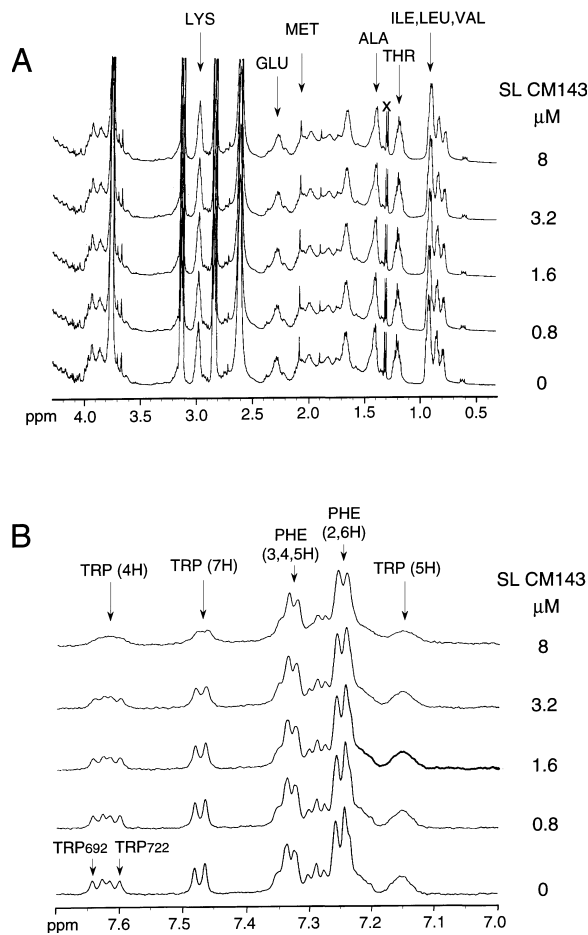 A
LYS
GLU
MET
ALA
X
THR
ILE,LEU,VAL
SL CM143
μM
8
3.2
1.6
0.8
0
ppm 4.0 3.5 3.0 2.5 2.0 1.5 1.0 0.5
B
TRP (4H)
TRP (7H)
PHE
(3,4,5H)
PHE
(2,6H)
TRP (5H)
SL CM143
μM
8
3.2
1.6
0.8
TRP692 TRP722
0
ppm 7.6 7.5 7.4 7.3 7.2 7.1 7.0